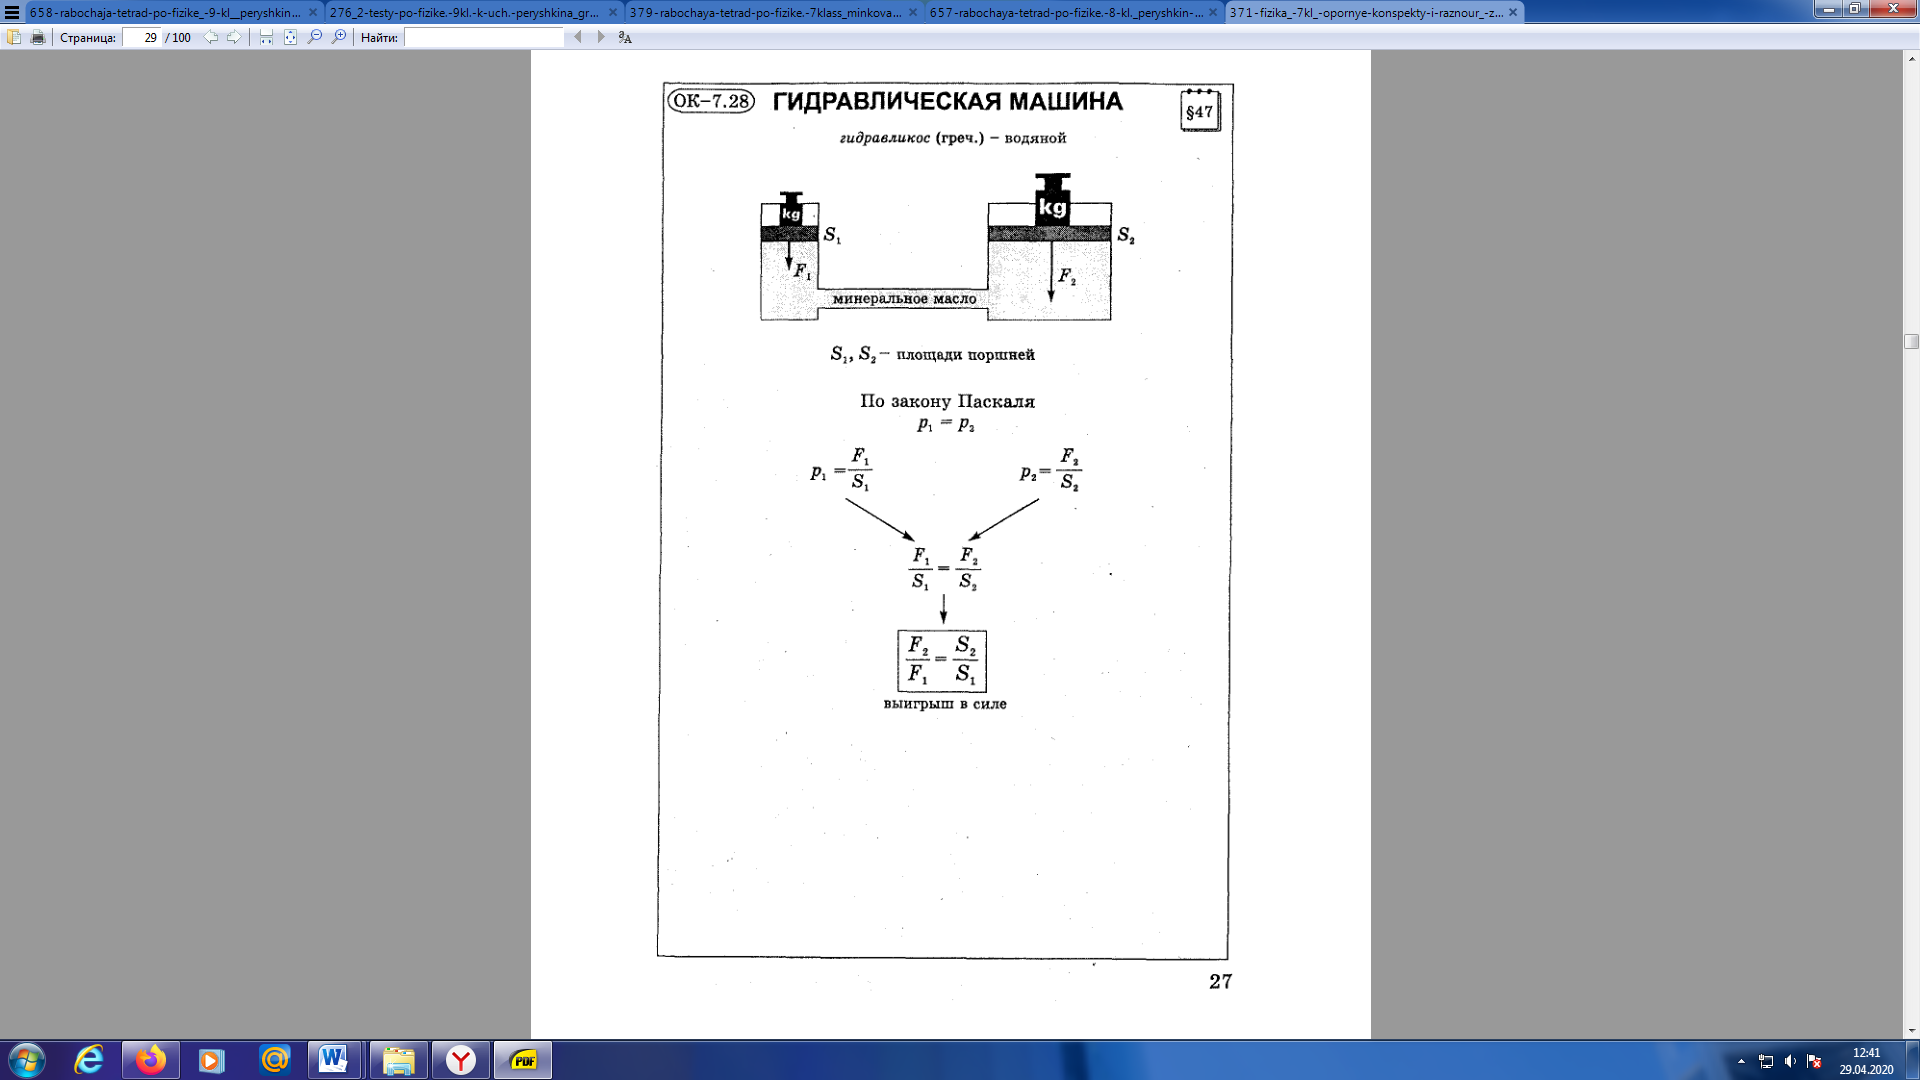 658-rabochaja-tetrad-po-fizike_-9-kl__peryshkin...
276_2-testy-po-fizike.-9kl.-k-uch.-peryshkina_gr...
379-rabochaya-tetrad-po-fizike.-7klass_minkova...
657-rabochaya-tetrad-po-fizike.-8-kl._peryshkin-...
371-fizika_-7kl_-opornye-konspekty-i-raznour_-z...
Страница: 29 / 100 Найти:
ОК–7.28 ГИДРАВЛИЧЕСКАЯ МАШИНА §47
гидравликос (греч.) – водяной
kg kg
S₁ S₂
F₁ F₂
минеральное масло
S₁, S₂ – площади поршней
По закону Паскаля
p₁ = p₂
p₁ = F₁/S₁ p₂ = F₂/S₂
F₁/S₁ = F₂/S₂
F₂/F₁ = S₂/S₁
выигрыш в силе
27
PDF
12:41
29.04.2020